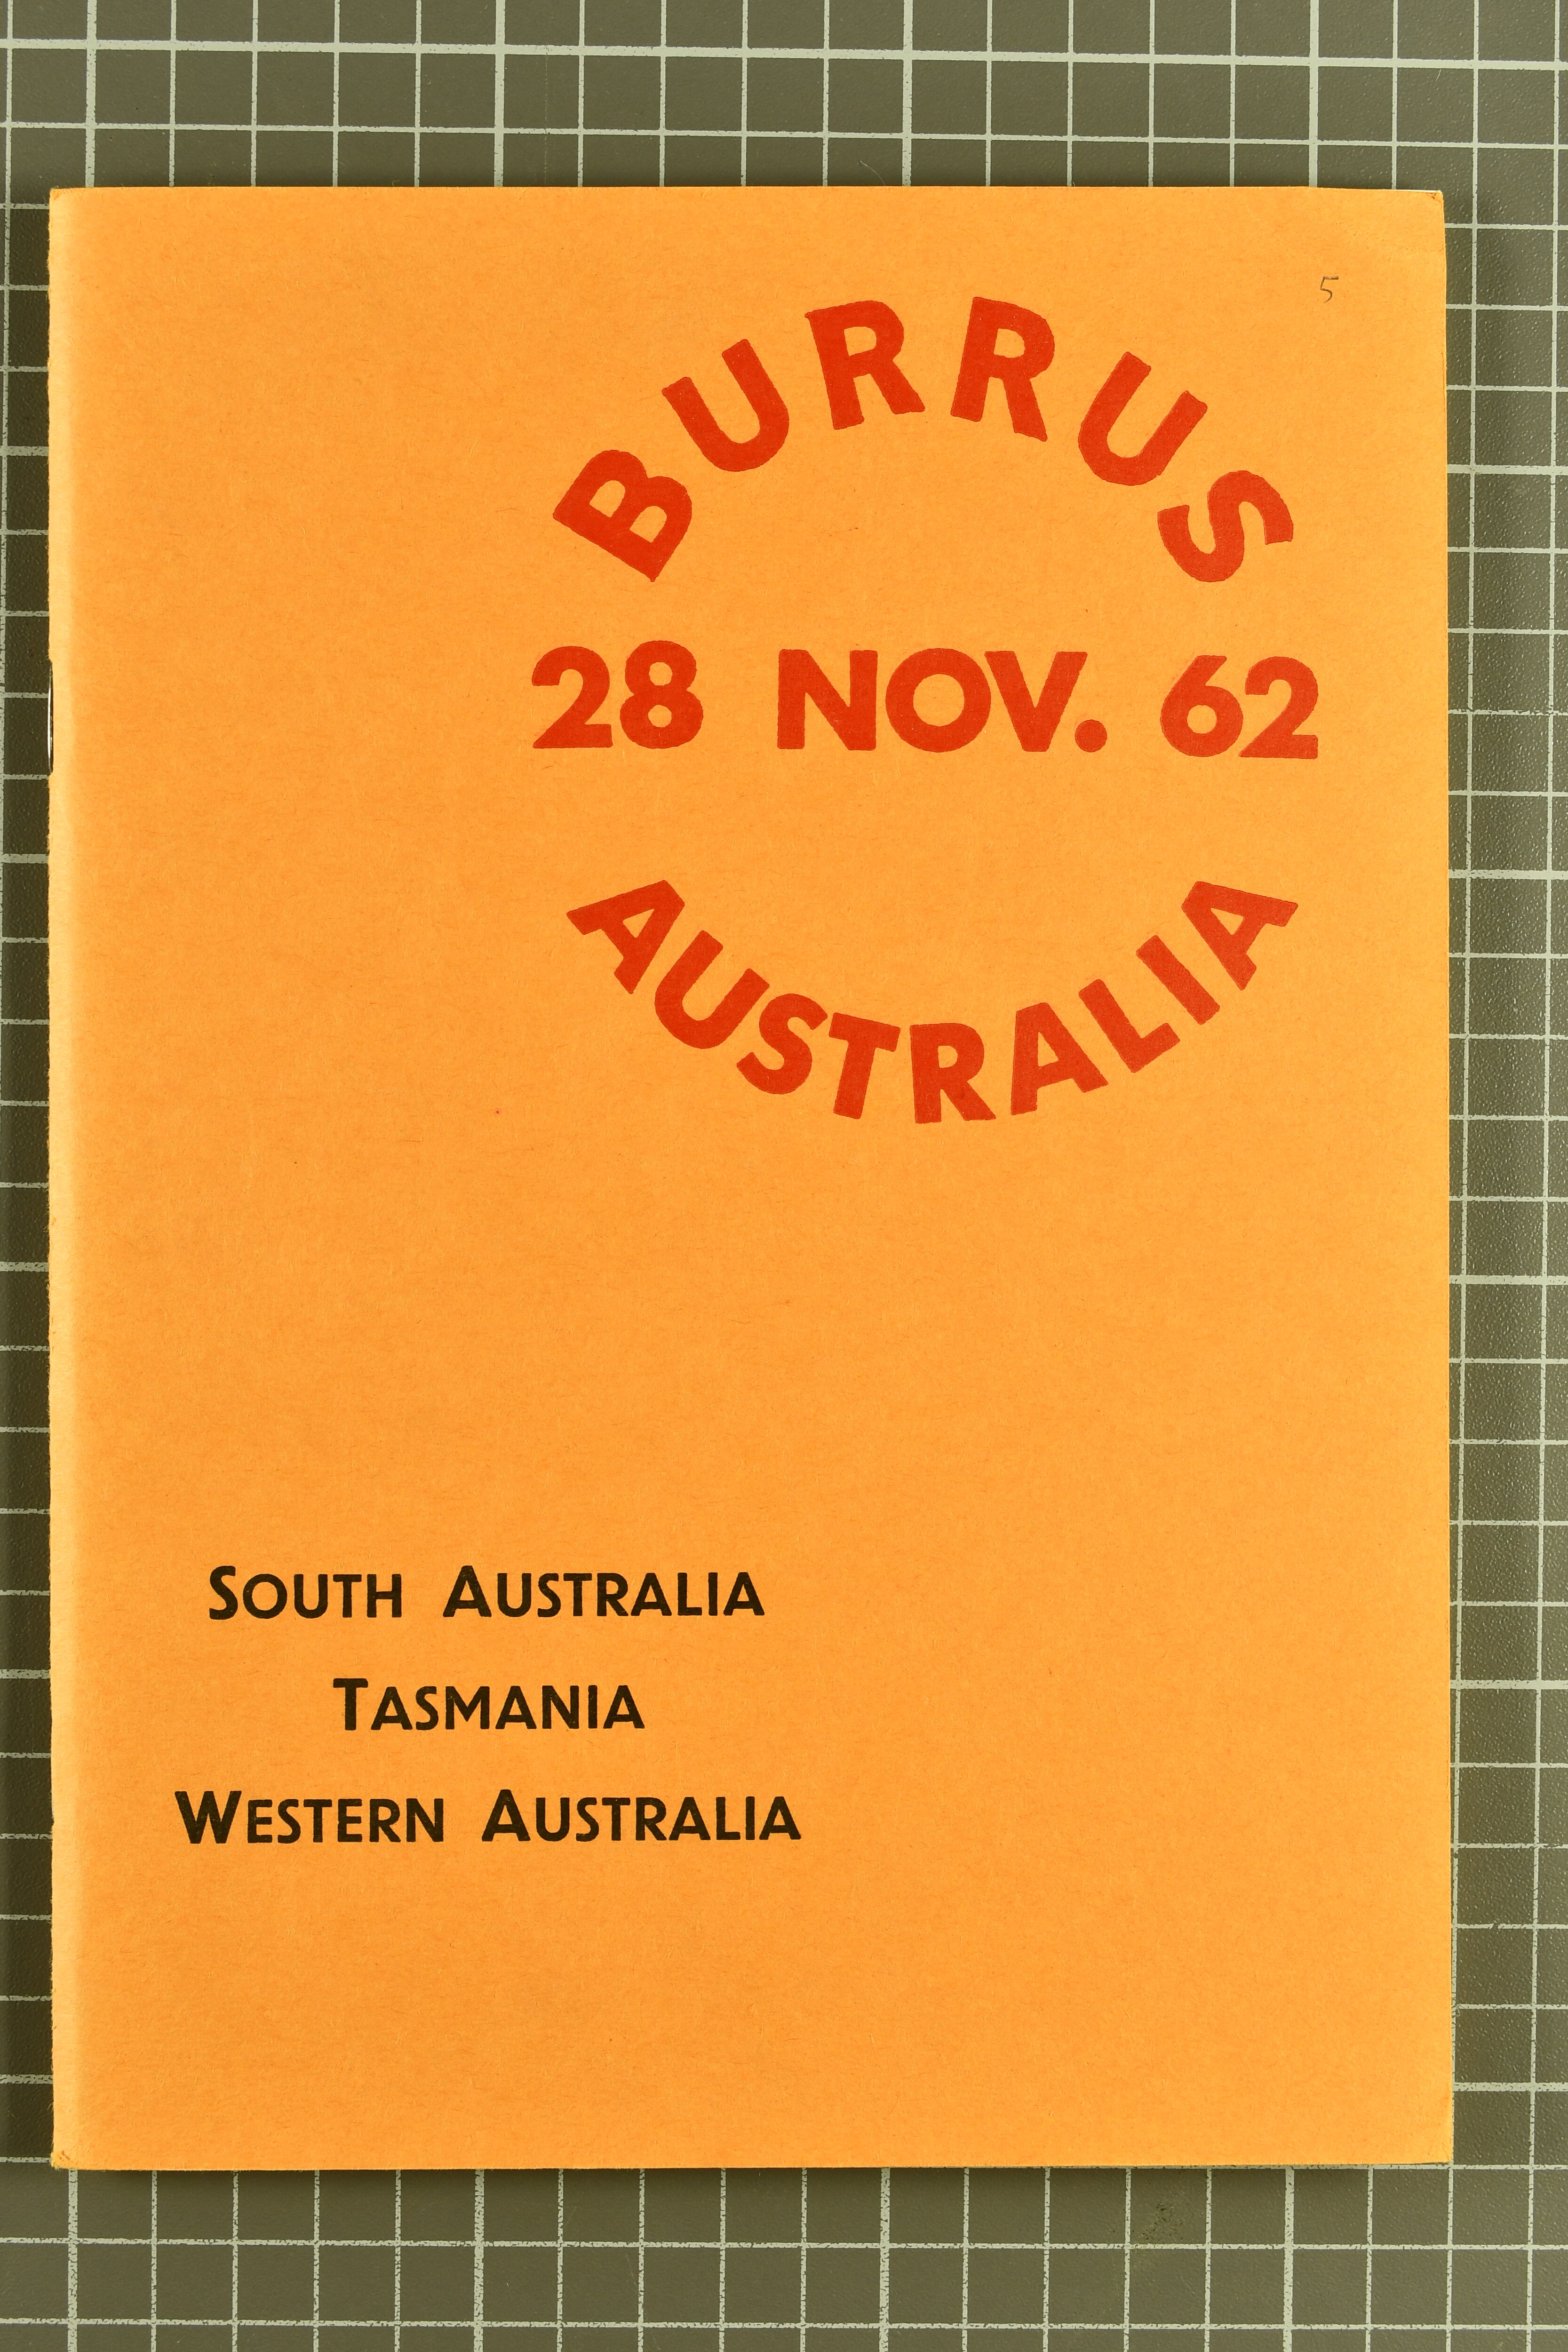 5
BURRUS
28 NOV. 62
AUSTRALIA
SOUTH AUSTRALIA
TASMANIA
WESTERN AUSTRALIA